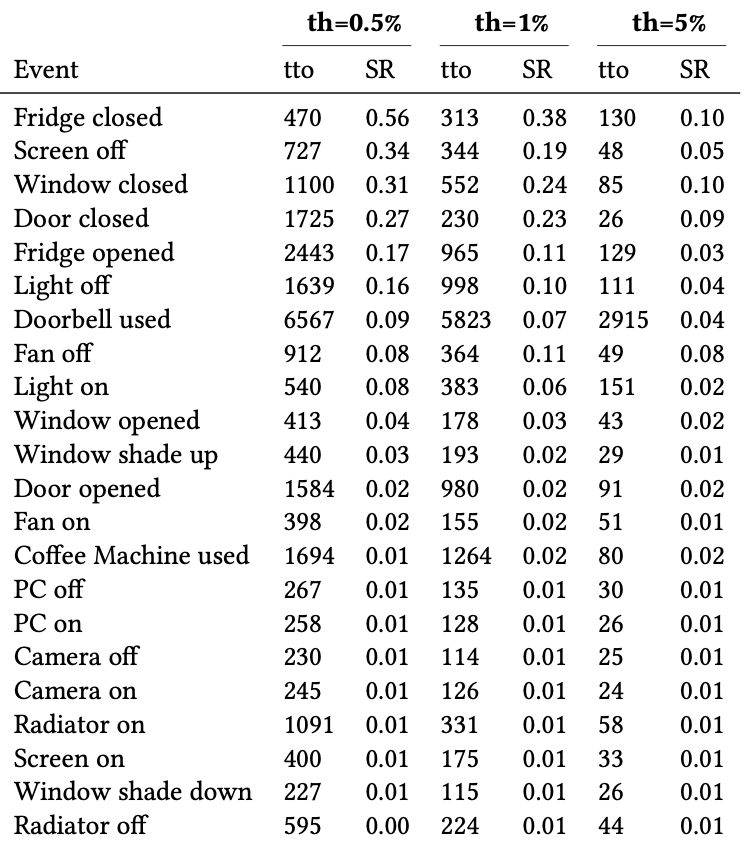 th=0.5% th=1% th=5%
Event tto SR tto SR tto SR
Fridge closed 470 0.56 313 0.38 130 0.10
Screen off 727 0.34 344 0.19 48 0.05
Window closed 1100 0.31 552 0.24 85 0.10
Door closed 1725 0.27 230 0.23 26 0.09
Fridge opened 2443 0.17 965 0.11 129 0.03
Light off 1639 0.16 998 0.10 111 0.04
Doorbell used 6567 0.09 5823 0.07 2915 0.04
Fan off 912 0.08 364 0.11 49 0.08
Light on 540 0.08 383 0.06 151 0.02
Window opened 413 0.04 178 0.03 43 0.02
Window shade up 440 0.03 193 0.02 29 0.01
Door opened 1584 0.02 980 0.02 91 0.02
Fan on 398 0.02 155 0.02 51 0.01
Coffee Machine used 1694 0.01 1264 0.02 80 0.02
PC off 267 0.01 135 0.01 30 0.01
PC on 258 0.01 128 0.01 26 0.01
Camera off 230 0.01 114 0.01 25 0.01
Camera on 245 0.01 126 0.01 24 0.01
Radiator on 1091 0.01 331 0.01 58 0.01
Screen on 400 0.01 175 0.01 33 0.01
Window shade down 227 0.01 115 0.01 26 0.01
Radiator off 595 0.00 224 0.01 44 0.01